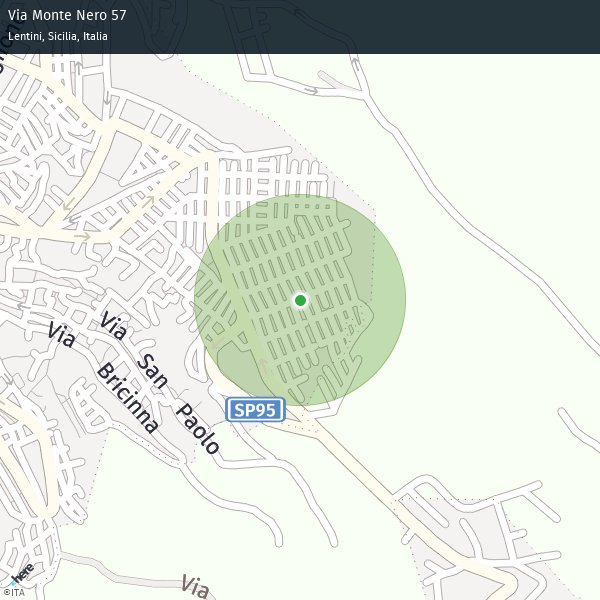 Via Monte Nero 57
Lentini, Sicilia, Italia
Via San Paolo
Via Bricinna
SP95
Via
here
©ITA